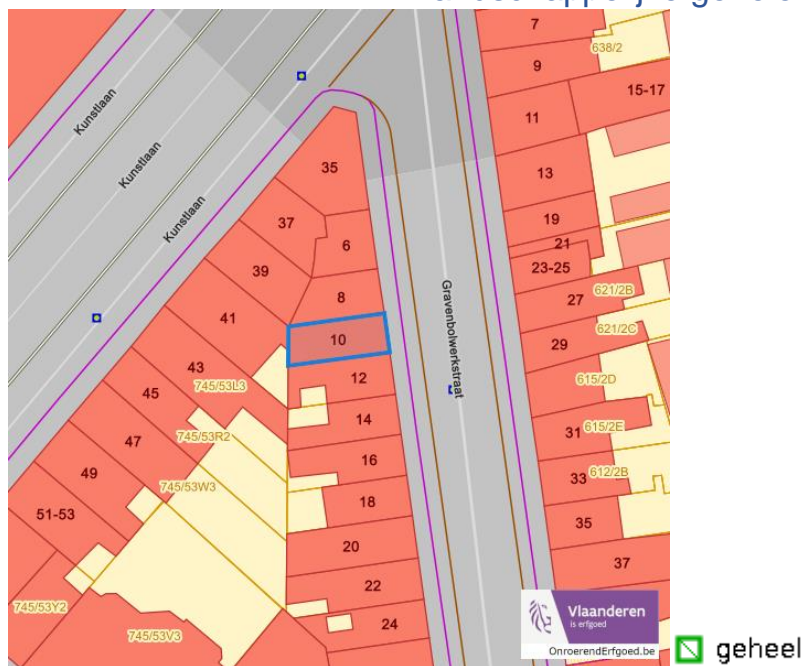 7
638/2
9
15-17
11
13
19
21
23-25
27
621/2B
29
621/2C
615/2D
31
615/2E
33
612/2B
35
37
Kunstlaan
Kunstlaan
Kunstlaan
Gravenbolwerkstraat
35
37
6
39
8
41
10
43
12
745/53L3
45
14
47
745/53R2
16
49
745/53W3
18
51-53
20
22
24
745/53Y2
745/53V3
Vlaanderen
is erfgoed
OnroerendErfgoed.be
geheel